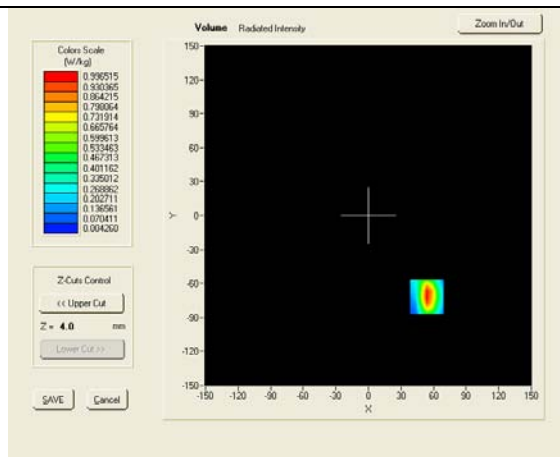 Volume Radiated Intensity
Zoom In/Out
Colors Scale
(W/kg)
0.996515
0.930365
0.864215
0.798064
0.731914
0.665764
0.599613
0.533463
0.467313
0.401162
0.335012
0.268862
0.202711
0.136561
0.070411
0.004260
Z-Cuts Control
<< Upper Cut
Z = 4.0 mm
Lower Cut >>
SAVE
Cancel
150
120
90
60
30
0
-30
-60
-90
-120
-150
Y
-150 -120 -90 -60 -30 0 30 60 90 120 150
X